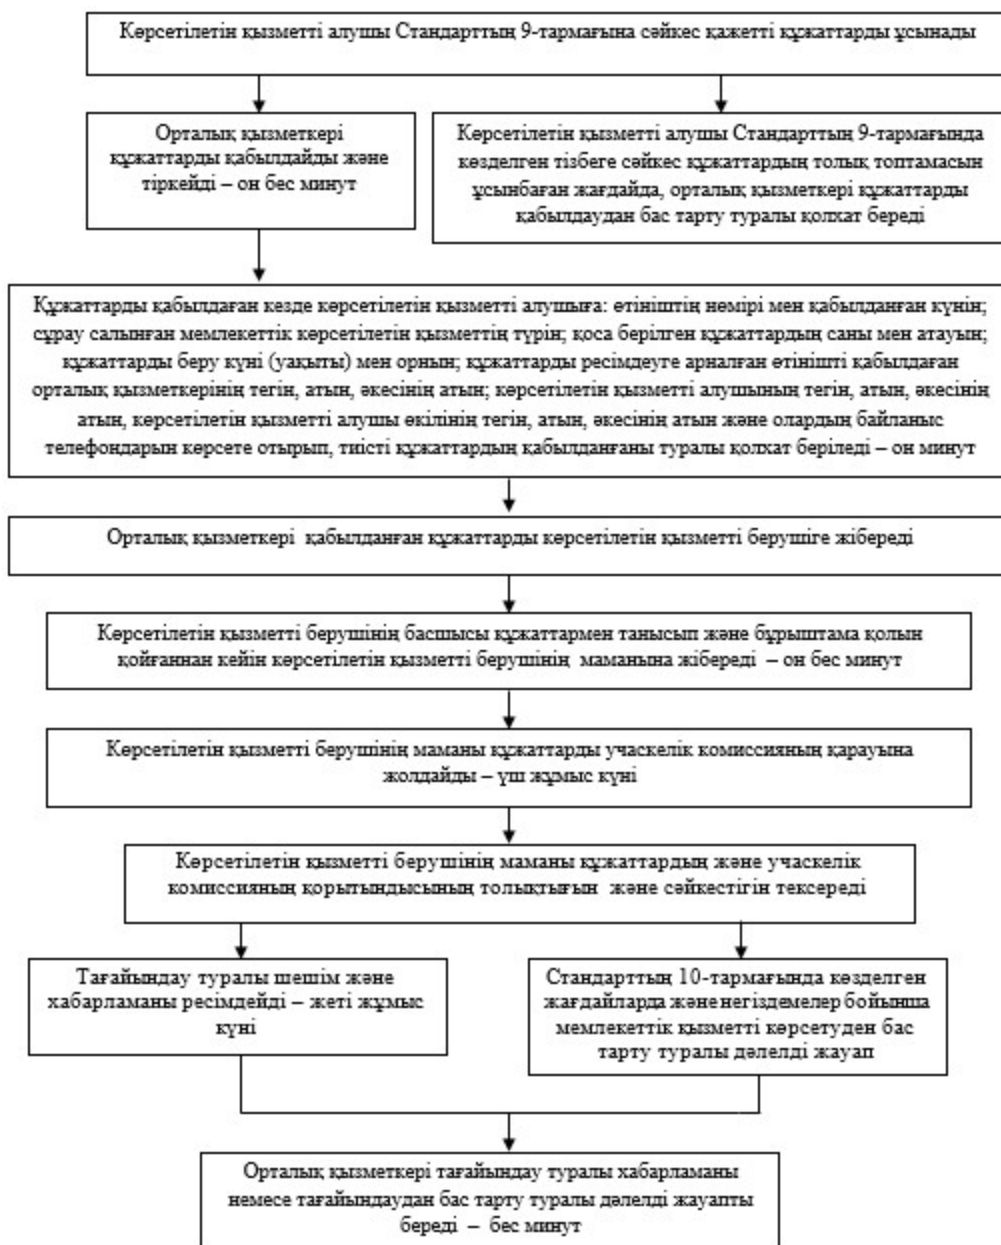 Көрсетілетін қызметті алушы Стандарттың 9-тармағына сәйкес қажетті құжаттарды ұсынады
Орталық қызметкері
құжаттарды қабылдайды және
тіркейді – он бес минут
Көрсетілетін қызметті алушы Стандарттың 9-тармағында
көзделген тізбеге сәйкес құжаттардың толық топтамасын
ұсынбаған жағдайда, орталық қызметкері құжаттарды
қабылдаудан бас тарту туралы қолхат береді
Құжаттарды қабылдаған кезде көрсетілетін қызметті алушыға: өтініштің нөмірі мен қабылданған күнін;
сұрау салынған мемлекеттік көрсетілетін қызметтің түрін; қоса берілген құжаттардың саны мен атауын;
құжаттарды беру күні (уақыты) мен орнын; құжаттарды ресімдеуге арналған өтінішті қабылдаған
орталық қызметкерінің тегін, атын, әкесінің атын; көрсетілетін қызметті алушының тегін, атын, әкесінің
атын, көрсетілетін қызметті алушы өкілінің тегін, атын, әкесінің атын және олардың байланыс
телефондарын көрсете отырып, тиісті құжаттардың қабылданғаны туралы қолхат беріледі – он минут
Орталық қызметкері қабылданған құжаттарды көрсетілетін қызметті берушіге жібереді
Көрсетілетін қызметті берушінің басшысы құжаттармен танысып және бұрыштама қолын
қойғаннан кейін көрсетілетін қызметті берушінің маманына жібереді – он бес минут
Көрсетілетін қызметті берушінің маманы құжаттарды учаскелік комиссияның қарауына
жолдайды – үш жұмыс күні
Көрсетілетін қызметті берушінің маманы құжаттардың және учаскелік
комиссияның қорытындысының толықтығын және сәйкестігін тексереді
Тағайындау туралы шешім және
хабарламаны ресімдейді – жеті жұмыс
күні
Стандарттың 10-тармағында көзделген
жағдайларда және негіздемелер бойынша
мемлекеттік қызметті көрсетуден бас
тарту туралы дәлелді жауап
Орталық қызметкері тағайындау туралы хабарламаны
немесе тағайындаудан бас тарту туралы дәлелді жауапты
береді – бес минут